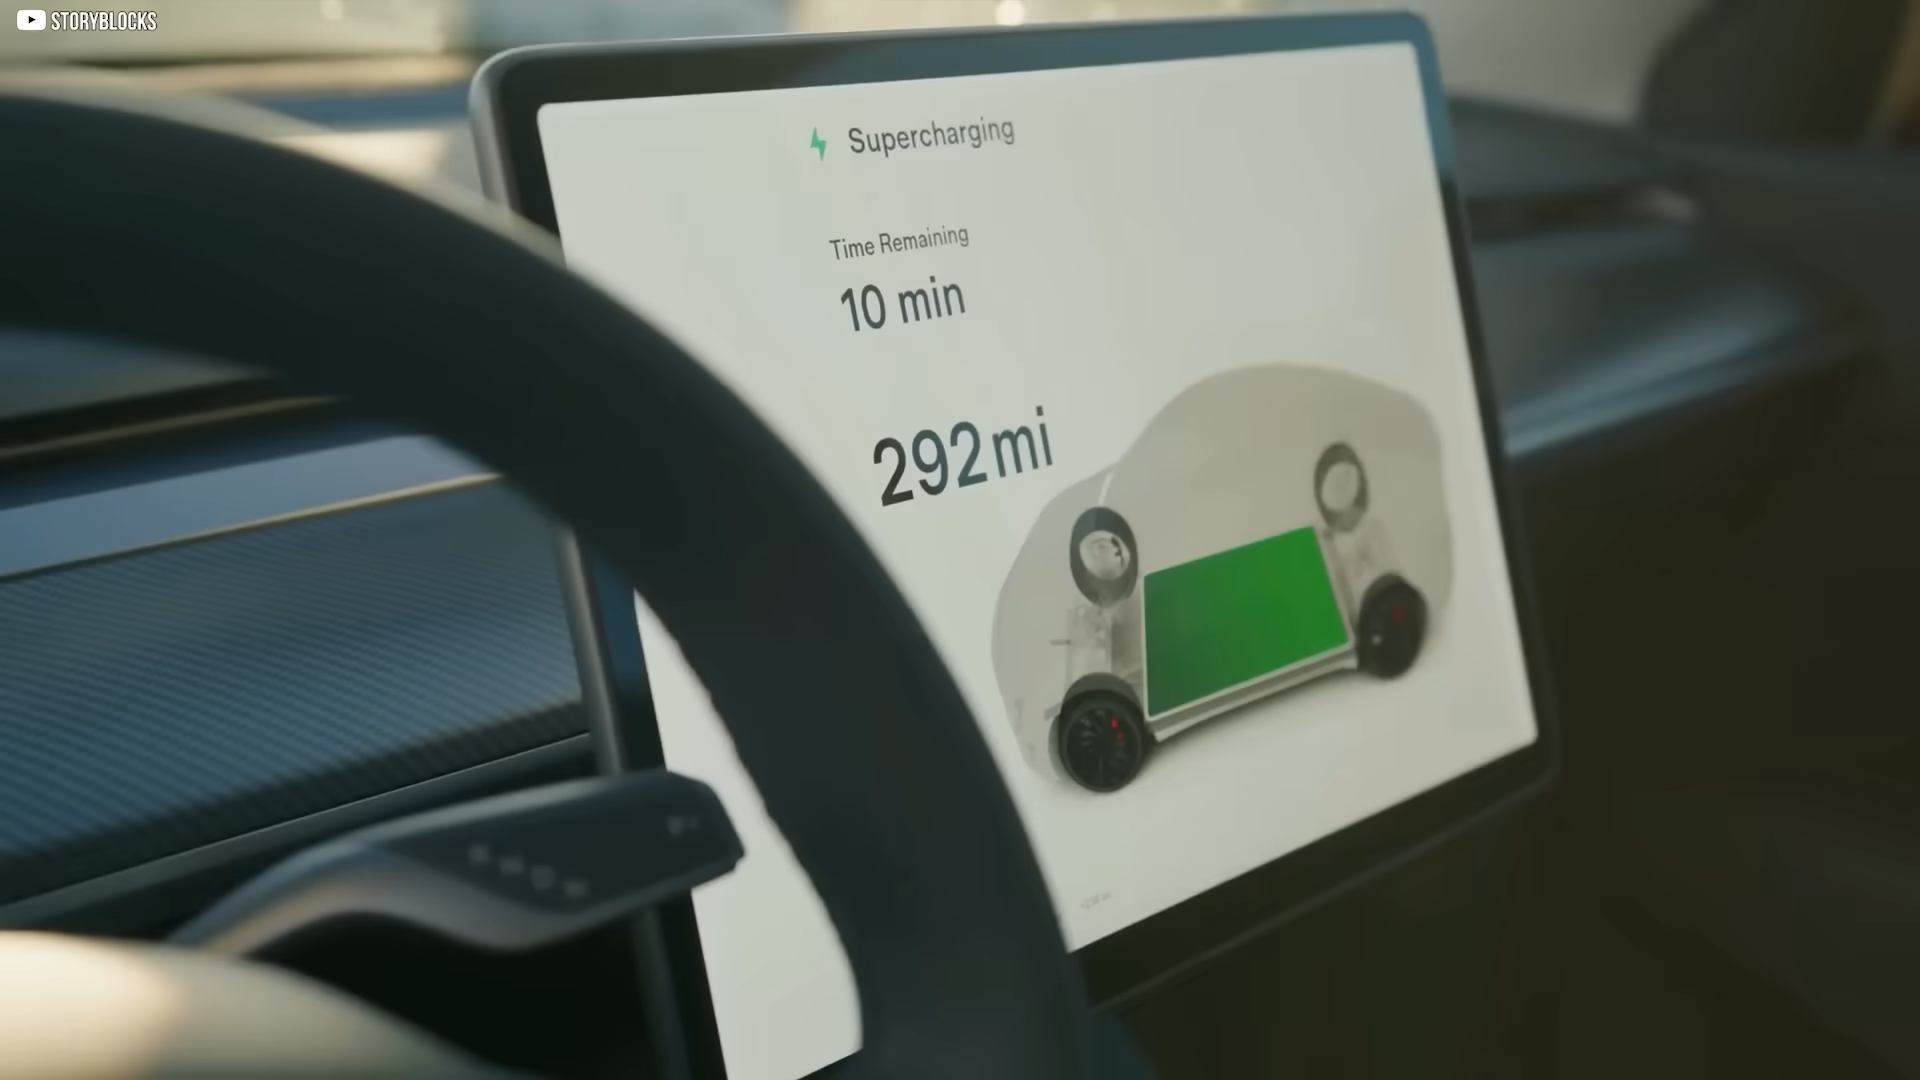 STORYBLOCKS
Supercharging
Time Remaining
10 min
292 mi